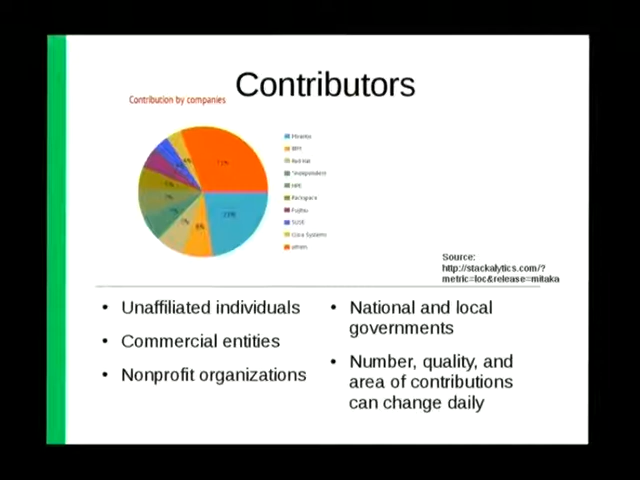 Contributors
Contribution by companies
Mirantis
IBM
Red Hat
*independent
HPE
Rackspace
Fujitsu
SUSE
Cisco Systems
others
Source:
http://stackalytics.com/?
metric=loc&release=mitaka
• Unaffiliated individuals
• Commercial entities
• Nonprofit organizations
• National and local
governments
• Number, quality, and
area of contributions
can change daily